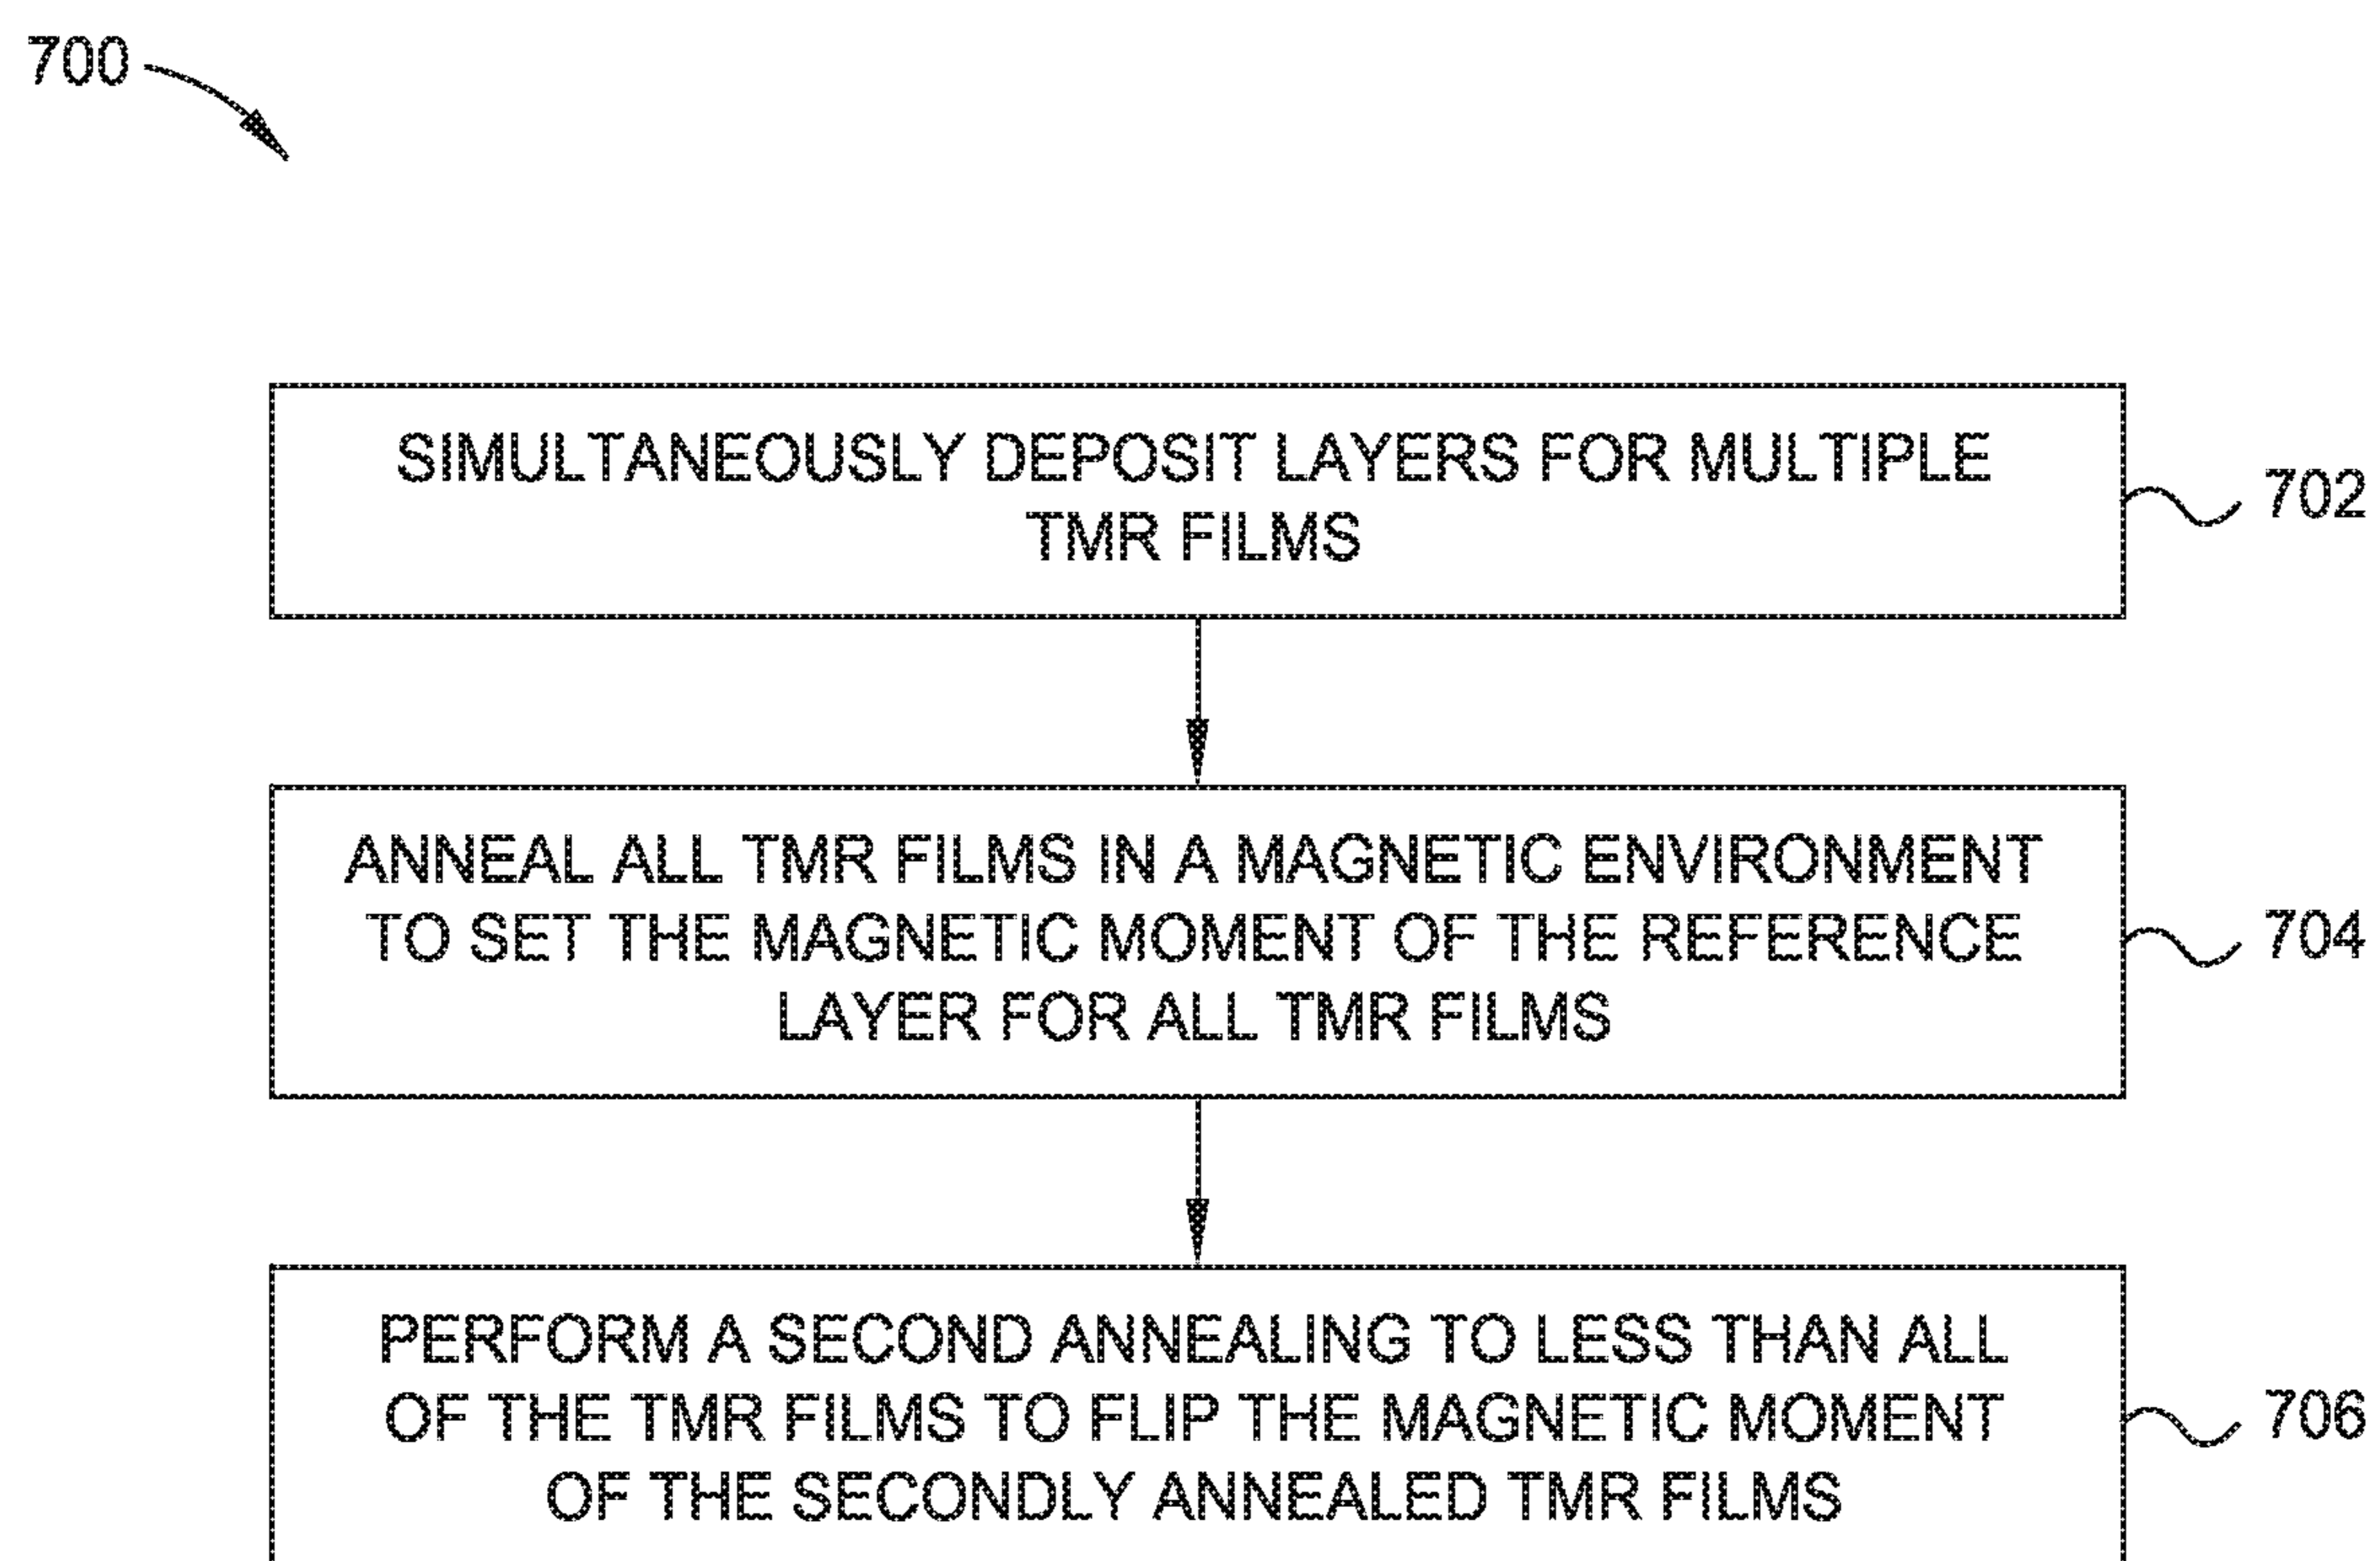 700
SIMULTANEOUSLY DEPOSIT LAYERS FOR MULTIPLE
TMR FILMS
702
ANNEAL ALL TMR FILMS IN A MAGNETIC ENVIRONMENT
TO SET THE MAGNETIC MOMENT OF THE REFERENCE
LAYER FOR ALL TMR FILMS
704
PERFORM A SECOND ANNEALING TO LESS THAN ALL
OF THE TMR FILMS TO FLIP THE MAGNETIC MOMENT
OF THE SECONDLY ANNEALED TMR FILMS
706